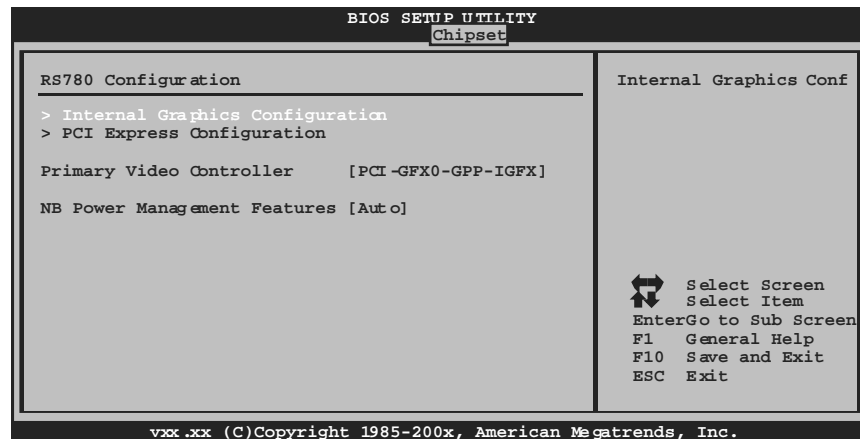 BIOS SETUP UTILITY
Chipset
RS780 Configuration
> Internal Graphics Configuration
> PCI Express Configuration
Primary Video Controller [PCI-GFX0-GPP-IGFX]
NB Power Management Features [Auto]
Internal Graphics Conf
Select Screen
Select Item
Enter Go to Sub Screen
F1 General Help
F10 Save and Exit
ESC Exit
vxx.xx (C)Copyright 1985-200x, American Megatrends, Inc.